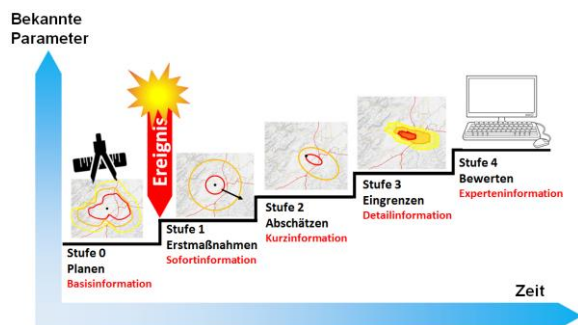 Bekannte
Parameter
Ereignis
Stufe 0
Planen
Basisinformation
Stufe 1
Erstmaßnahmen
Sofortinformation
Stufe 2
Abschätzen
Kurzinformation
Stufe 3
Eingrenzen
Detailinformation
Stufe 4
Bewerten
Experteninformation
Zeit